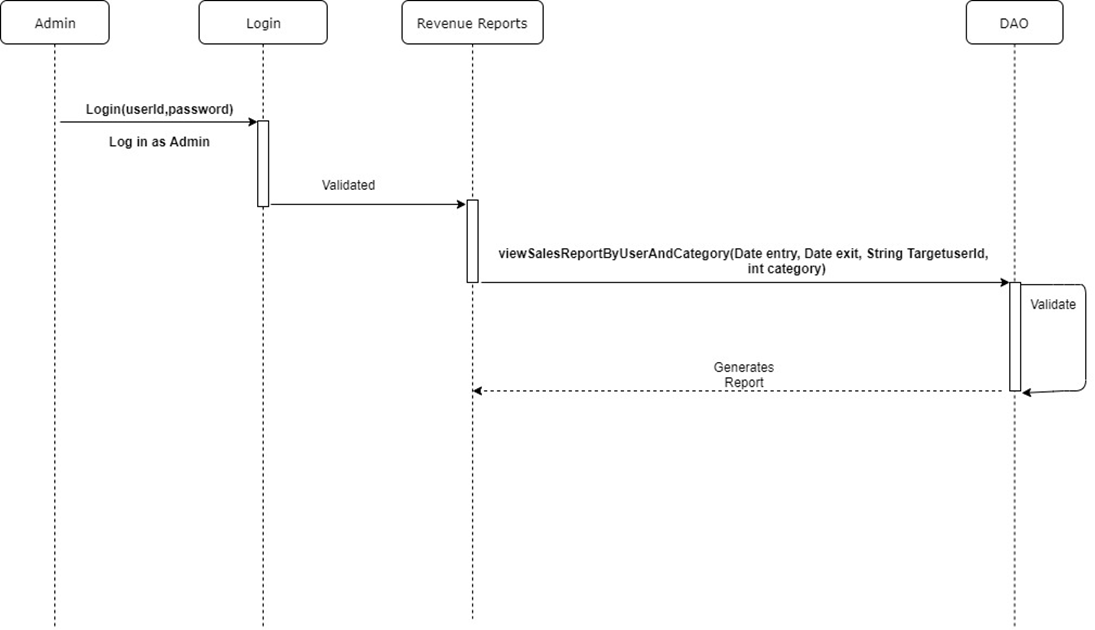 Admin
Login
Revenue Reports
DAO
Login(userId,password)
Log in as Admin
Validated
viewSalesReportByUserAndCategory(Date entry, Date exit, String TargetuserId,
int category)
Validate
Generates
Report